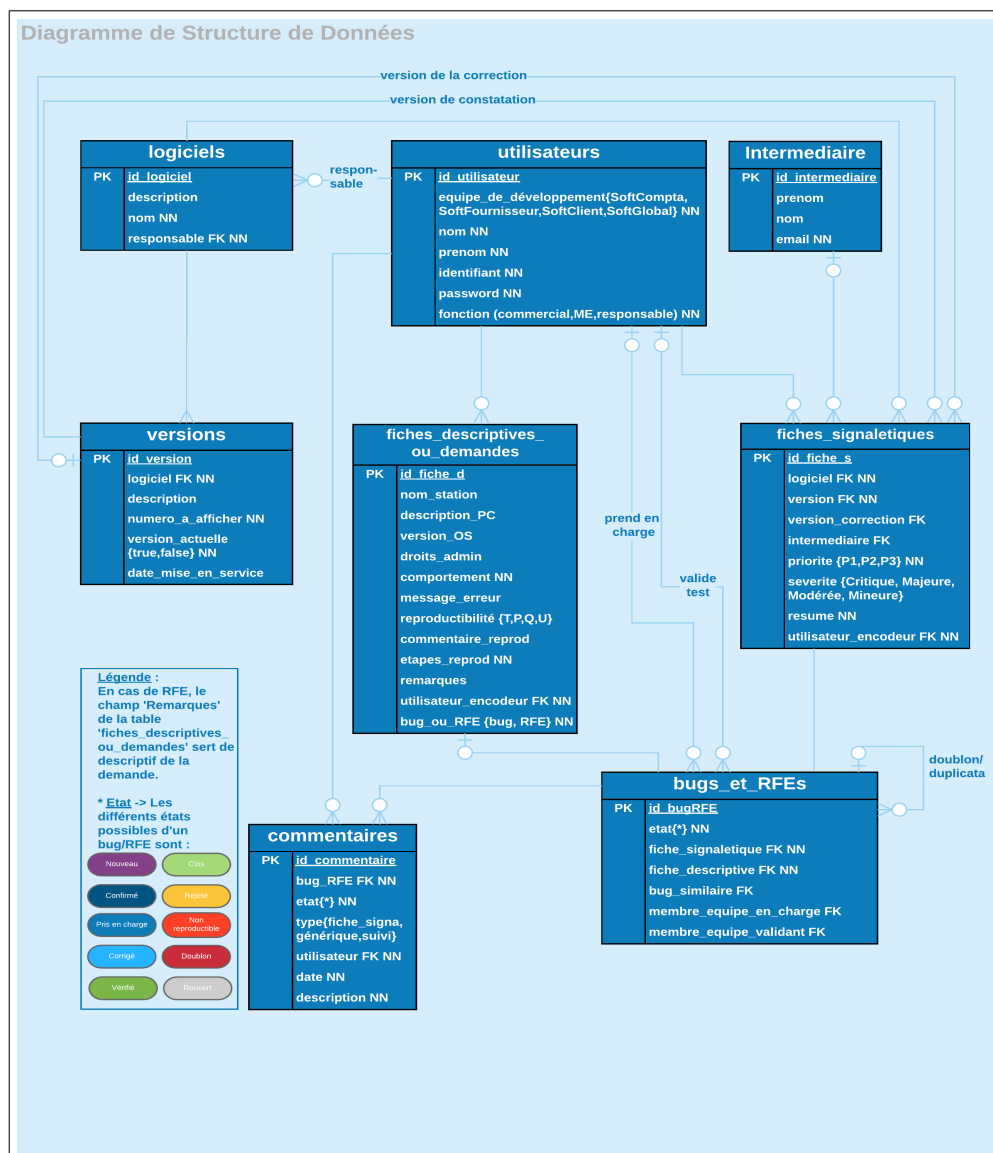 Diagramme de Structure de Données
version de la correction
version de constatation
logiciels
PK
id_logiciel
description
nom NN
responsable FK NN
respon-
sable
utilisateurs
PK
id_utilisateur
equipe_de_développement{SoftCompta,
SoftFournisseur,SoftClient,SoftGlobal} NN
nom NN
prenom NN
identifiant NN
password NN
fonction (commercial,ME,responsable) NN
Intermediaire
PK
id_intermediaire
prenom
nom
email NN
versions
PK
id_version
logiciel FK NN
description
numero_a_afficher NN
version_actuelle
{true,false} NN
date_mise_en_service
fiches_descriptives_
ou_demandes
PK
id_fiche_d
nom_station
description_PC
version_OS
droits_admin
comportement NN
message_erreur
reproductibilité {T,P,Q,U}
commentaire_reprod
etapes_reprod NN
remarques
utilisateur_encodeur FK NN
bug_ou_RFE {bug, RFE} NN
prend en
charge
valide
test
fiches_signaletiques
PK
id_fiche_s
logiciel FK NN
version FK NN
version_correction FK
intermediaire FK
priorite {P1,P2,P3} NN
severite {Critique, Majeure,
Modérée, Mineure}
resume NN
utilisateur_encodeur FK NN
Légende :
En cas de RFE, le
champ 'Remarques'
de la table
'fiches_descriptives_
ou_demandes' sert de
descriptif de la
demande.
* Etat -> Les
différents états
possibles d'un
bug/RFE sont :
Nouveau
Clos
Confirmé
Rejeté
Pris en charge
Non
reproductible
Corrigé
Doublon
Vérifié
Rouvert
commentaires
PK
id_commentaire
bug_RFE FK NN
etat{*} NN
type{fiche_signa,
générique,suivi}
utilisateur FK NN
date NN
description NN
bugs_et_RFEs
PK
id_bugRFE
etat{*} NN
fiche_signaletique FK NN
fiche_descriptive FK NN
bug_similaire FK
membre_equipe_en_charge FK
membre_equipe_validant FK
doublon/
duplicata